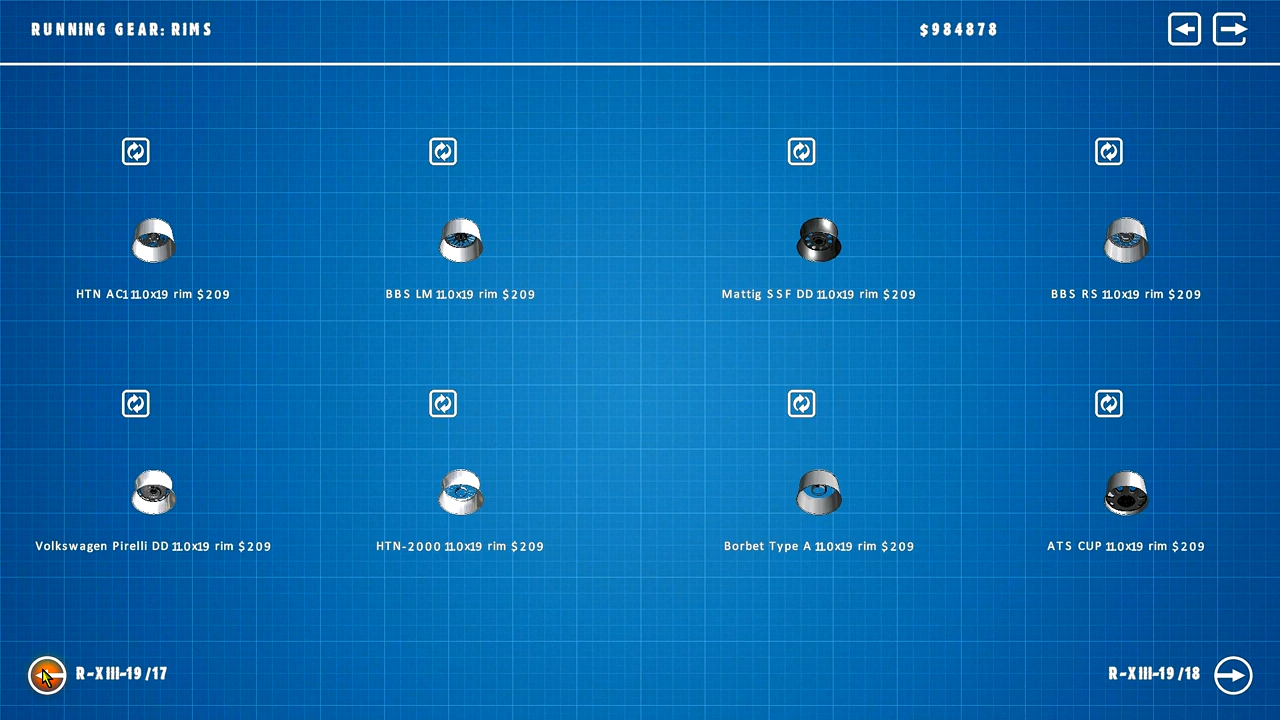 RUNNING GEAR: RIMS
$984878
HTN AC1 11.0x19 rim $209
BBS LM 11.0x19 rim $209
Mattig SSF DD 11.0x19 rim $209
BBS RS 11.0x19 rim $209
Volkswagen Pirelli DD 11.0x19 rim $209
HTN-2000 11.0x19 rim $209
Borbet Type A 11.0x19 rim $209
ATS CUP 11.0x19 rim $209
R-XIII-19 /17
R-XIII-19 /18